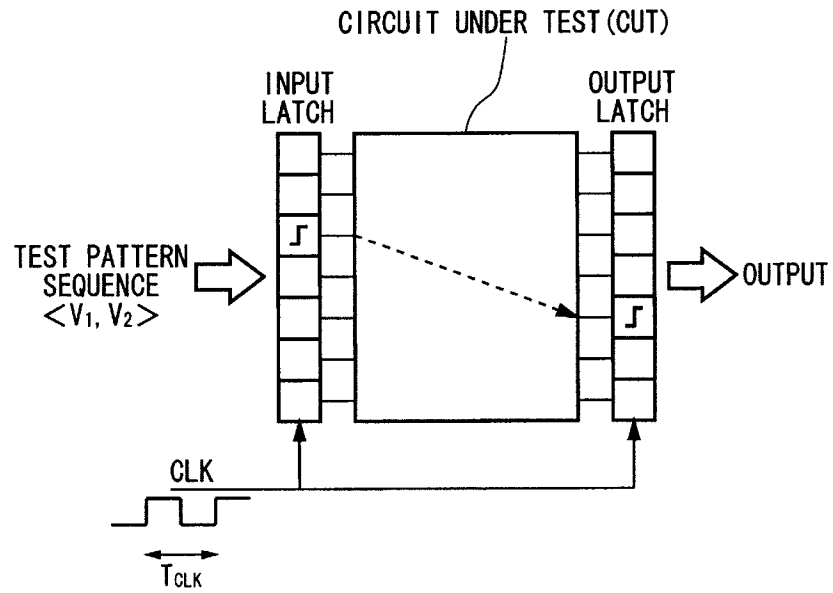 CIRCUIT UNDER TEST(CUT)
INPUT
LATCH
OUTPUT
LATCH
TEST PATTERN
SEQUENCE
<V1, V2>
OUTPUT
CLK
TCLK